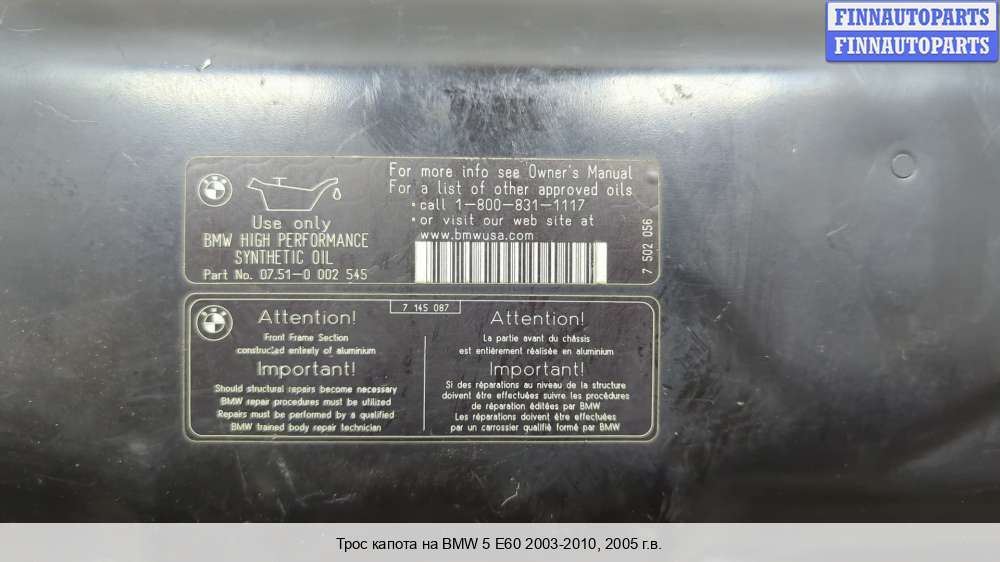 FINNAUTOPARTS
FINNAUTOPARTS
Use only
BMW HIGH PERFORMANCE
SYNTHETIC OIL
Part No. 07.51-0 002 545
For more info see Owner's Manual
For a list of other approved oils
• call 1-800-831-1117
• or visit our web site at
www.bmwusa.com
7 502 056
7 145 087
Attention!
Front Frame Section
constructed entirely of aluminium
Important!
Should structural repairs become necessary
BMW repair procedures must be utilized
Repairs must be performed by a qualified
BMW trained body repair technician
Attention!
La partie avant du châssis
est entièrement réalisée en aluminium
Important!
Si des réparations au niveau de la structure
doivent être effectuées suivre les procédures
de réparation éditées par BMW
Les réparations doivent être effectuées
par un carrossier qualifié formé par BMW
Трос капота на BMW 5 E60 2003-2010, 2005 г.в.